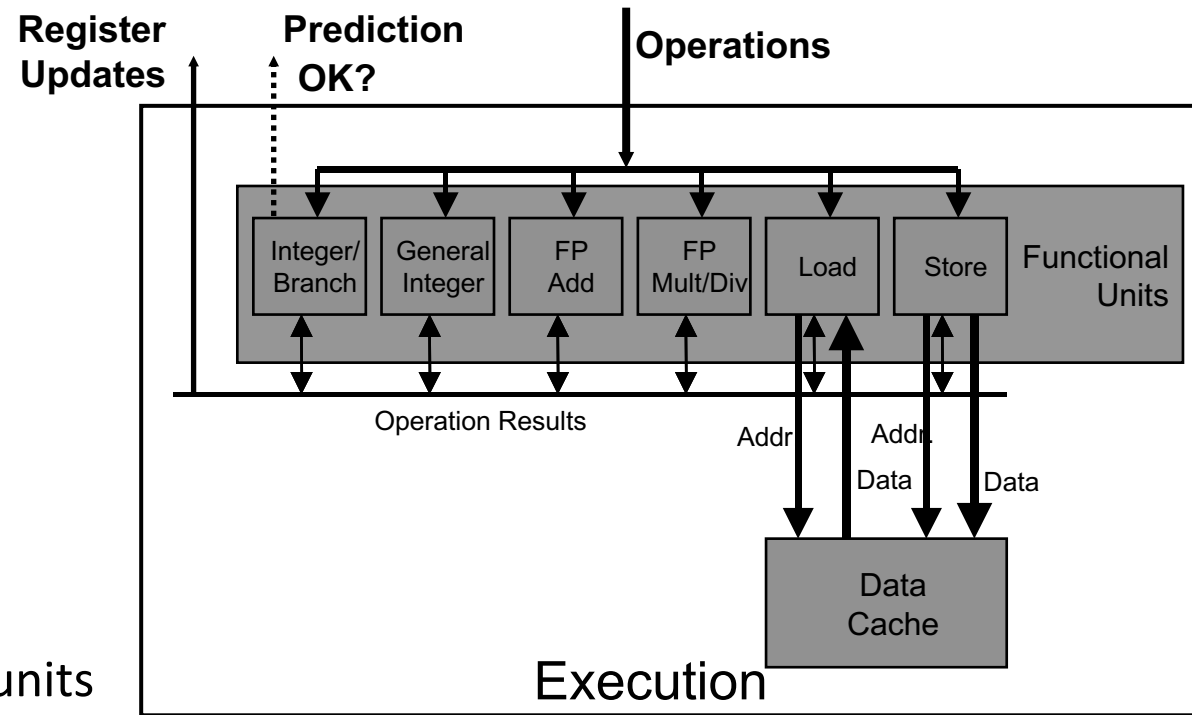 Register
Updates
Prediction
OK?
Operations
Integer/
Branch
General
Integer
FP
Add
FP
Mult/Div
Load
Store
Functional
Units
Operation Results
Addr
Addr.
Data
Data
Data
Cache
Execution